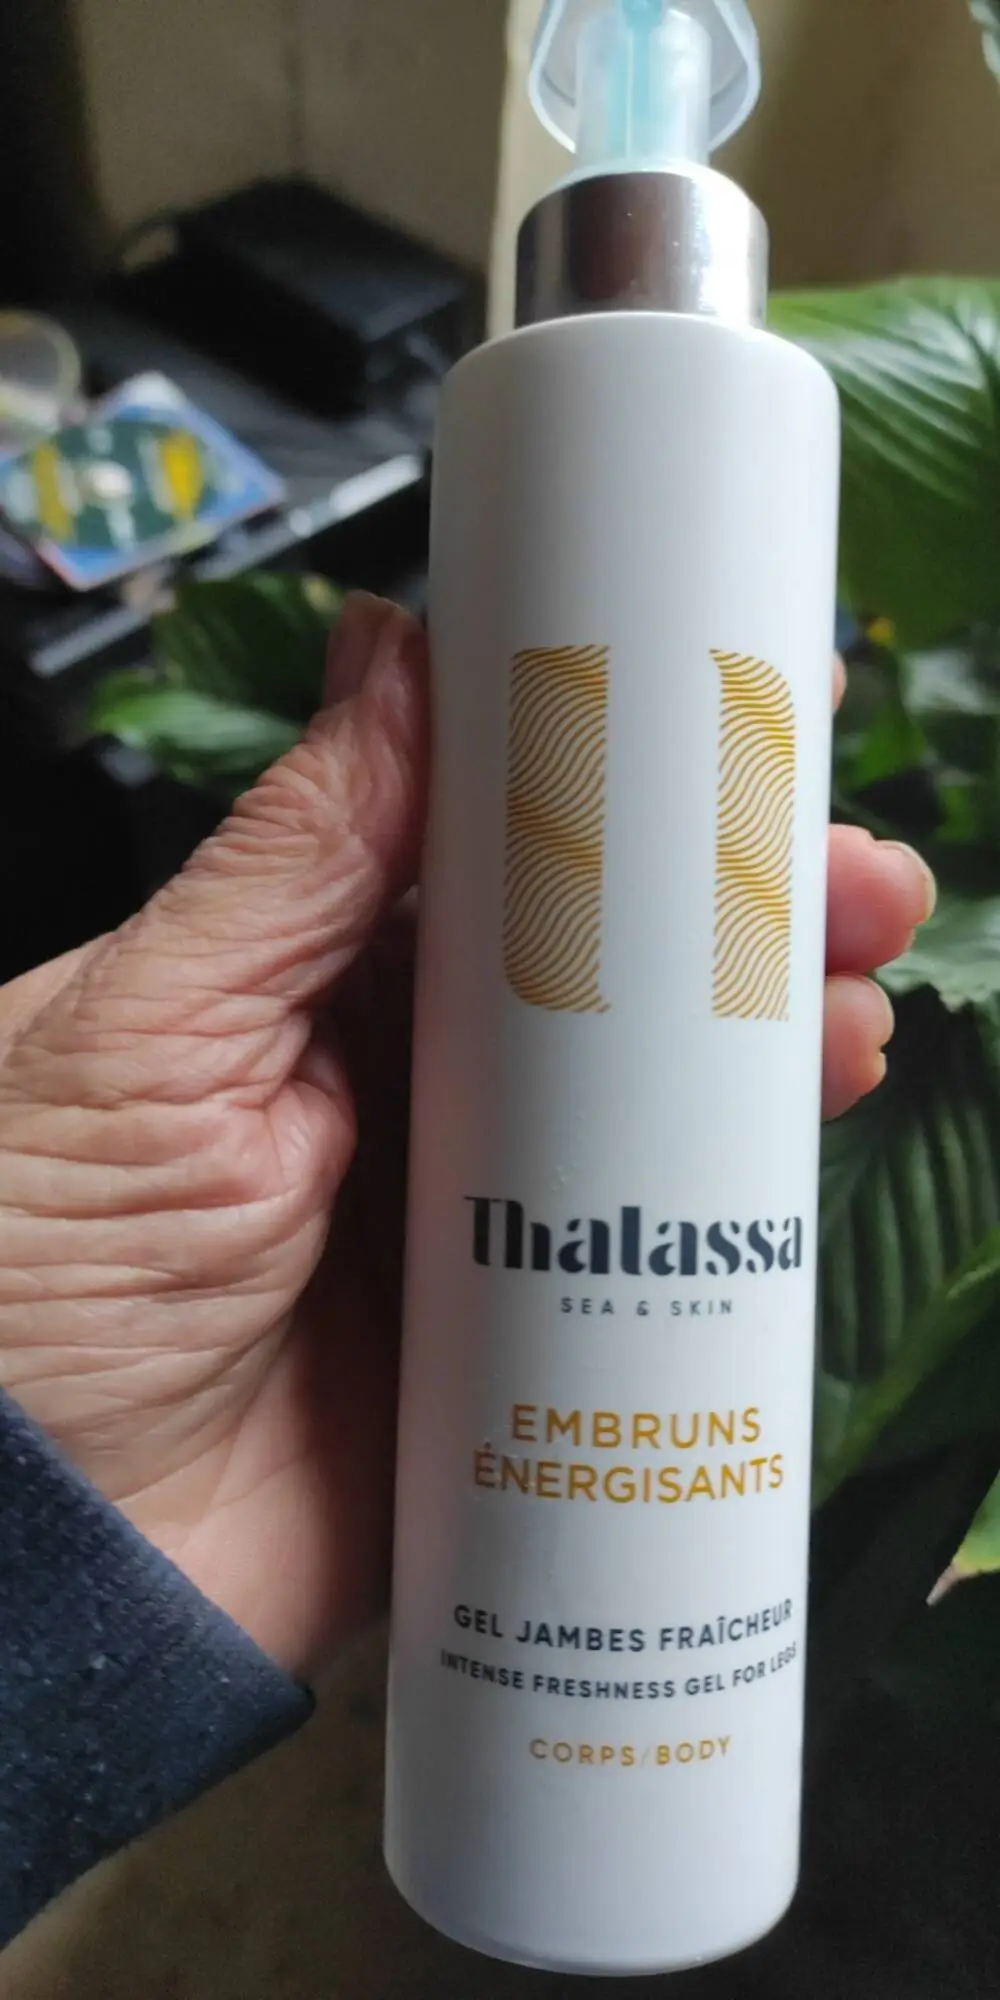 Thalassa
SEA & SKIN
EMBRUNS
ÉNERGISANTS
GEL JAMBES FRAÎCHEUR
INTENSE FRESHNESS GEL FOR LEGS
CORPS/BODY